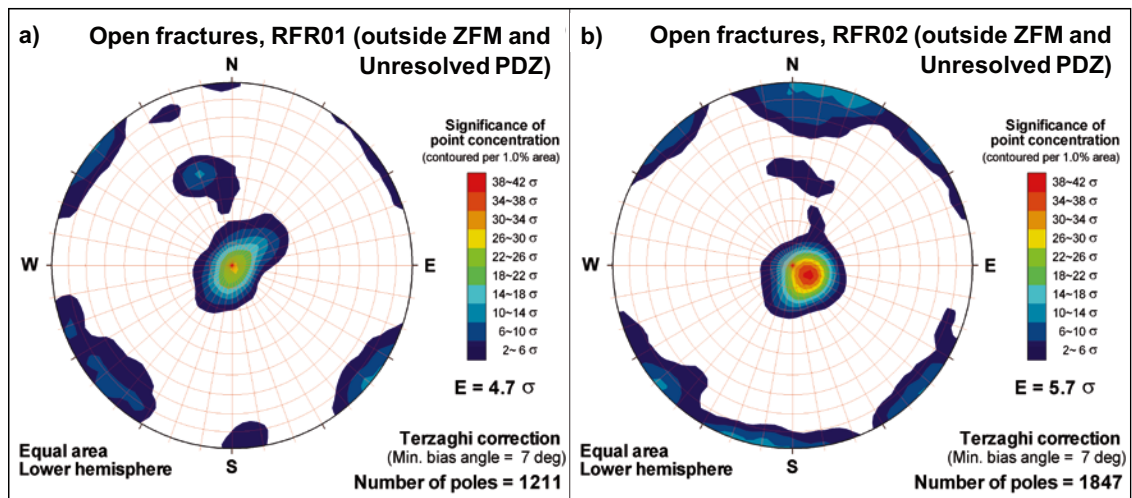 a) Open fractures, RFR01 (outside ZFM and
Unresolved PDZ)
N
Significance of
point concentration
(contoured per 1.0% area)
38~42 σ
34~38 σ
30~34 σ
26~30 σ
22~26 σ
18~22 σ
14~18 σ
10~14 σ
6~10 σ
2~ 6 σ
W
E
E = 4.7 σ
S
Equal area
Lower hemisphere
Terzaghi correction
(Min. bias angle = 7 deg)
Number of poles = 1211
b) Open fractures, RFR02 (outside ZFM and
Unresolved PDZ)
N
Significance of
point concentration
(contoured per 1.0% area)
38~42 σ
34~38 σ
30~34 σ
26~30 σ
22~26 σ
18~22 σ
14~18 σ
10~14 σ
6~10 σ
2~ 6 σ
W
E
E = 5.7 σ
S
Equal area
Lower hemisphere
Terzaghi correction
(Min. bias angle = 7 deg)
Number of poles = 1847